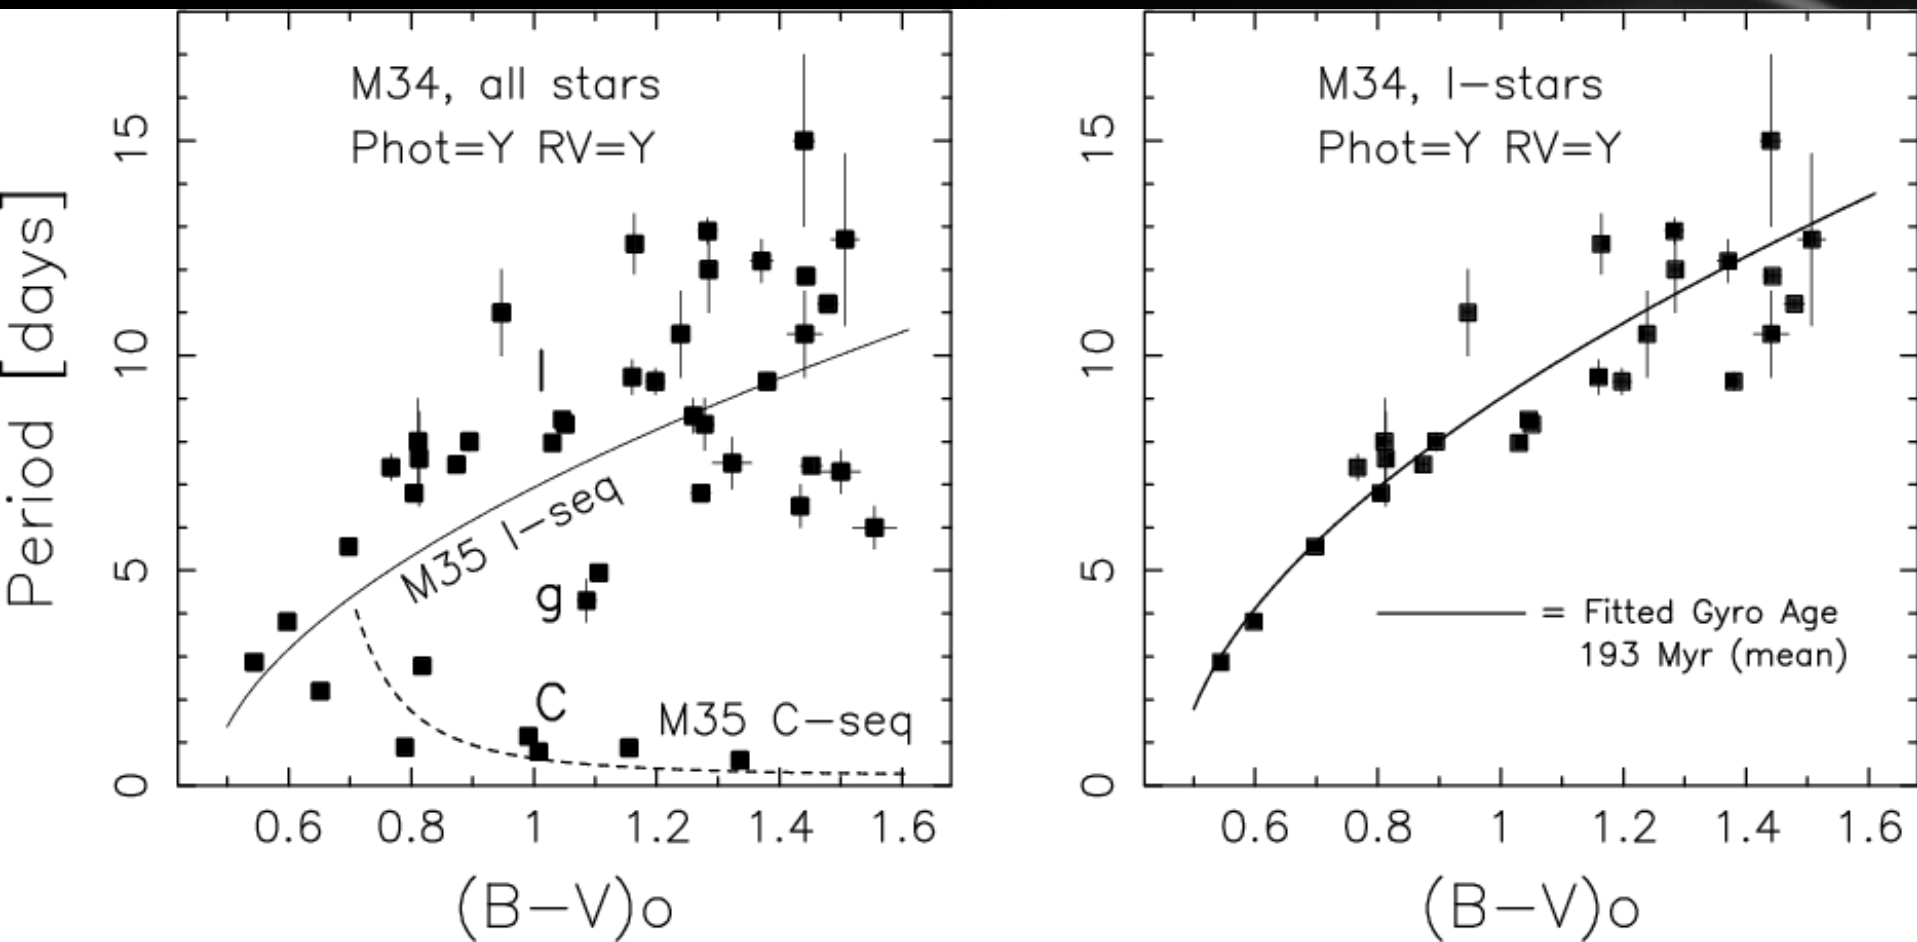 M34, all stars
Phot=Y RV=Y
Period [days]
15
10
5
0
I
M35 I-seq
g
C
M35 C-seq
0.6 0.8 1 1.2 1.4 1.6
(B-V)o
M34, I-stars
Phot=Y RV=Y
15
10
5
0
= Fitted Gyro Age
193 Myr (mean)
0.6 0.8 1 1.2 1.4 1.6
(B-V)o